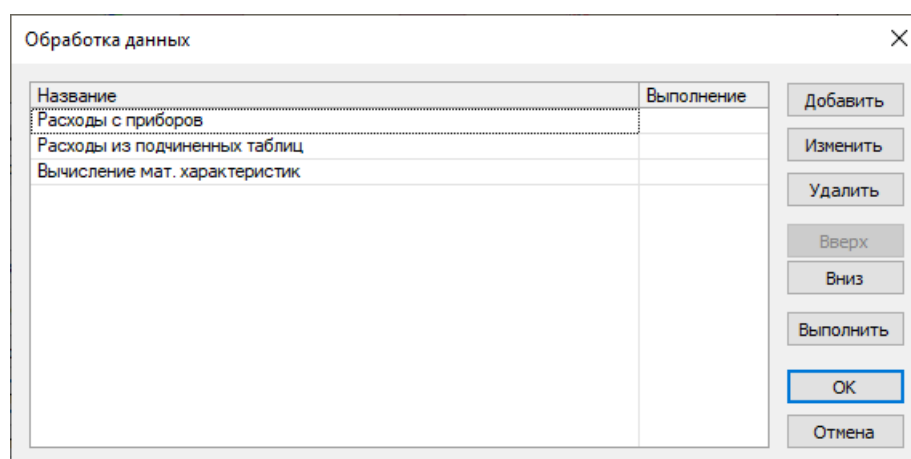 Обработка данных
Название Выполнение
Расходы с приборов
Расходы из подчиненных таблиц
Вычисление мат. характеристик
Добавить
Изменить
Удалить
Вверх
Вниз
Выполнить
ОК
Отмена